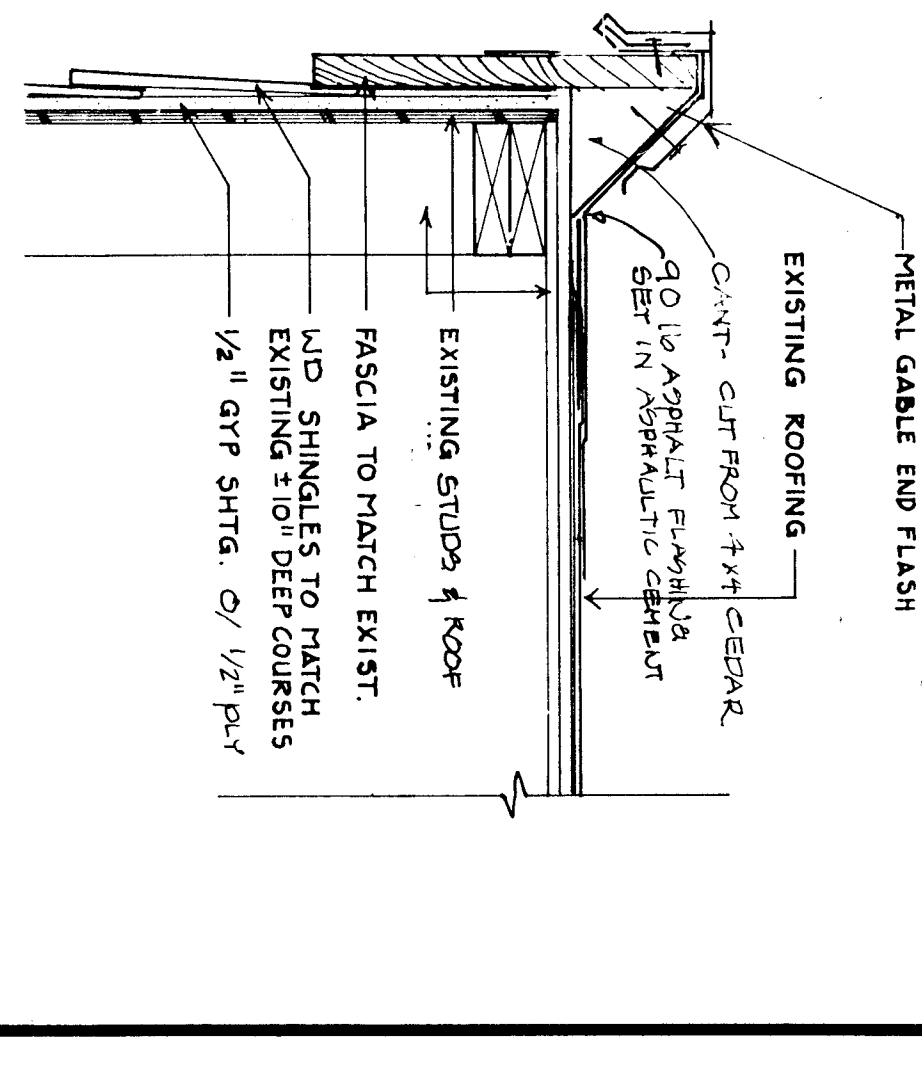 METAL GABLE END FLASH
EXISTING ROOFING
CANT - CUT FROM 4x4 CEDAR
90 lb ASPHALT FLASHING
SET IN ASPHAULTIC CEMENT
EXISTING STUDS & ROOF
FASCIA TO MATCH EXIST.
WD SHINGLES TO MATCH
EXISTING ± 10" DEEP COURSES
1/2" GYP SHTG. O/ 1/2" PLY